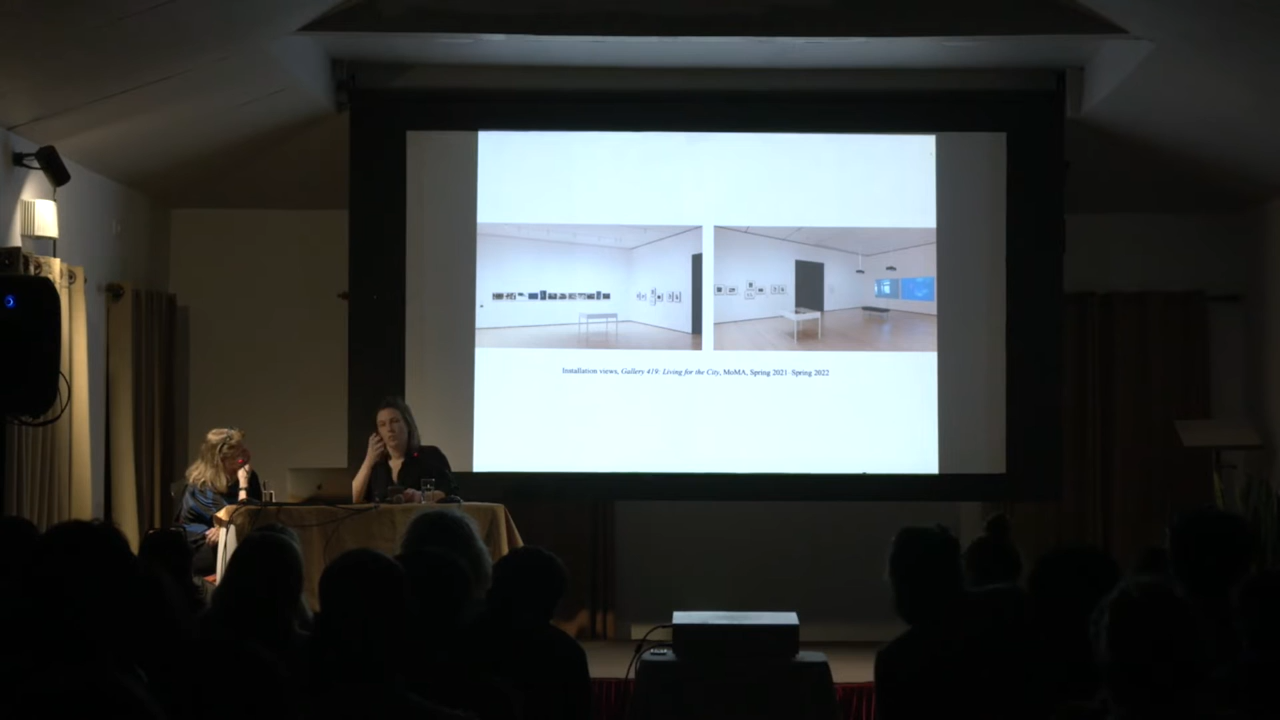 Installation views, Gallery 419: Living for the City, MoMA, Spring 2021- Spring 2022